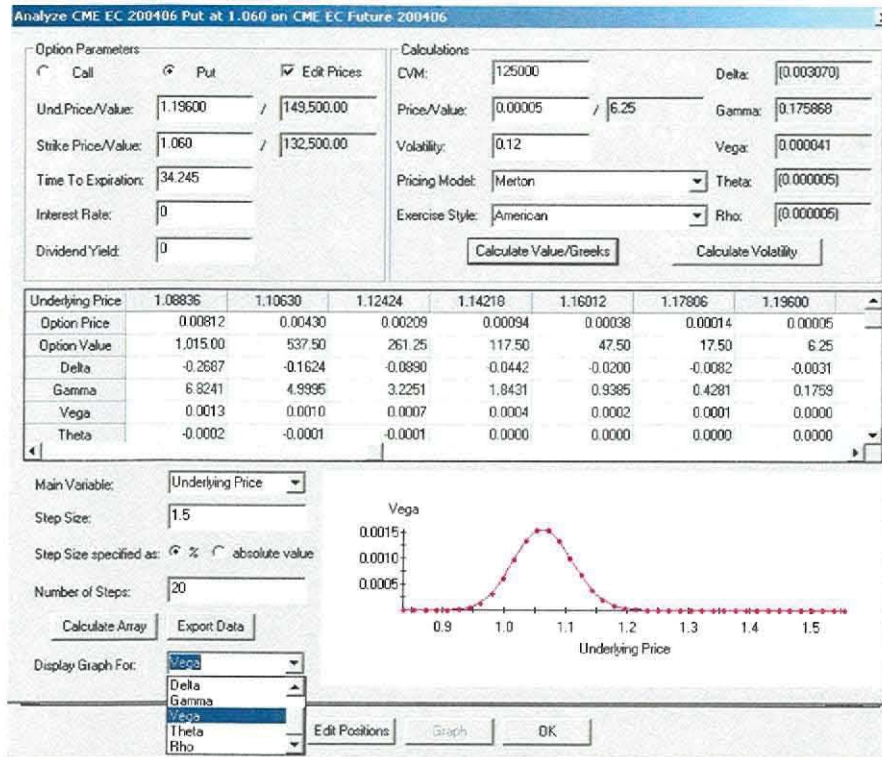 Analyze CME EC 200406 Put at 1.060 on CME EC Future 200406
Option Parameters
Call Put Edit Prices
Und.Price/Value: 1.19600 / 149,500.00
Strike Price/Value: 1.060 / 132,500.00
Time To Expiration: 34.245
Interest Rate: 0
Dividend Yield: 0
Calculations
CVM: 125000 Delta: (0.003070)
Price/Value: 0.00005 / 6.25 Gamma: 0.175868
Volatility: 0.12 Vega: 0.000041
Pricing Model: Merton Theta: (0.000005)
Exercise Style: American Rho: (0.000005)
Calculate Value/Greeks Calculate Volatility
Underlying Price 1.08836 1.10630 1.12424 1.14218 1.16012 1.17806 1.19600
Option Price 0.00812 0.00430 0.00209 0.00094 0.00038 0.00014 0.00005
Option Value 1,015.00 537.50 261.25 117.50 47.50 17.50 6.25
Delta -0.2687 -0.1624 -0.0890 -0.0442 -0.0200 -0.0082 -0.0031
Gamma 6.8241 4.9995 3.2251 1.8431 0.9385 0.4281 0.1759
Vega 0.0013 0.0010 0.0007 0.0004 0.0002 0.0001 0.0000
Theta -0.0002 -0.0001 -0.0001 0.0000 0.0000 0.0000 0.0000
Main Variable: Underlying Price
Step Size: 1.5
Step Size specified as: % absolute value
Number of Steps: 20
Calculate Array Export Data
Display Graph For: Vega
Delta
Gamma
Vega
Theta
Rho
Vega
0.0015
0.0010
0.0005
0.9 1.0 1.1 1.2 1.3 1.4 1.5
Underlying Price
Edit Positions Graph OK